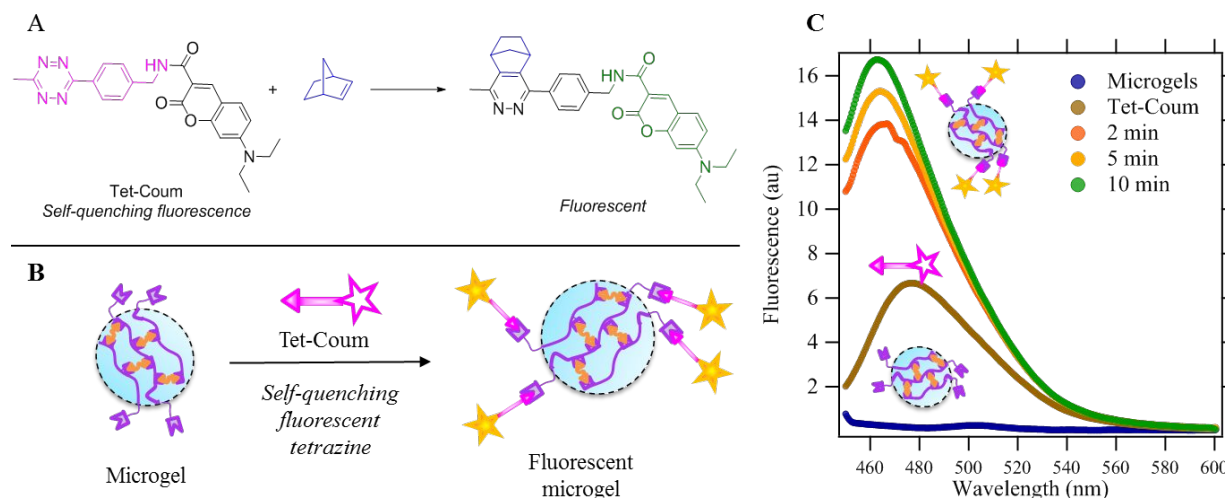 A
N
N
N
N
HN
O
O
O
N
+
Tet-Coum
Self-quenching fluorescence
N
N
HN
O
O
O
N
Fluorescent
B
Microgel
Tet-Coum
Self-quenching
fluorescent
tetrazine
Fluorescent
microgel
C
Fluorescence (au)
16
14
12
10
8
6
4
2
Microgels
Tet-Coum
2 min
5 min
10 min
460 480 500 520 540 560 580 600
Wavelength (nm)